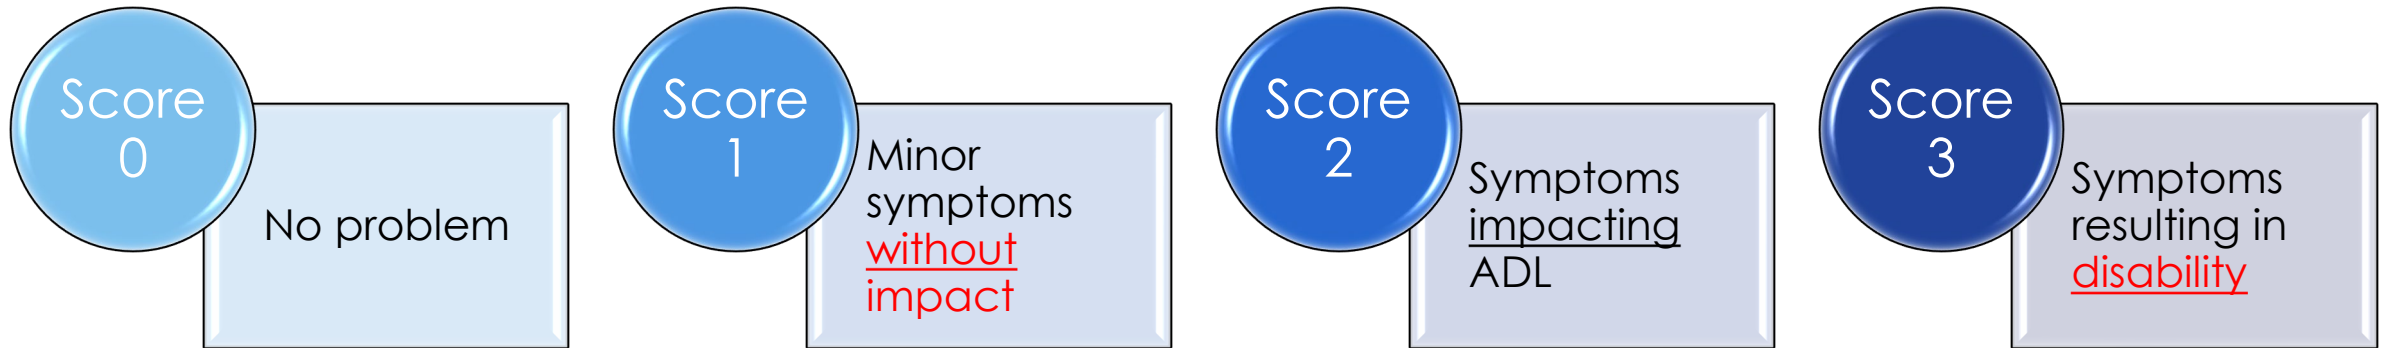 Score
0
No problem
Score
1
Minor
symptoms
without
impact
Score
2
Symptoms
impacting
ADL
Score
3
Symptoms
resulting in
disability